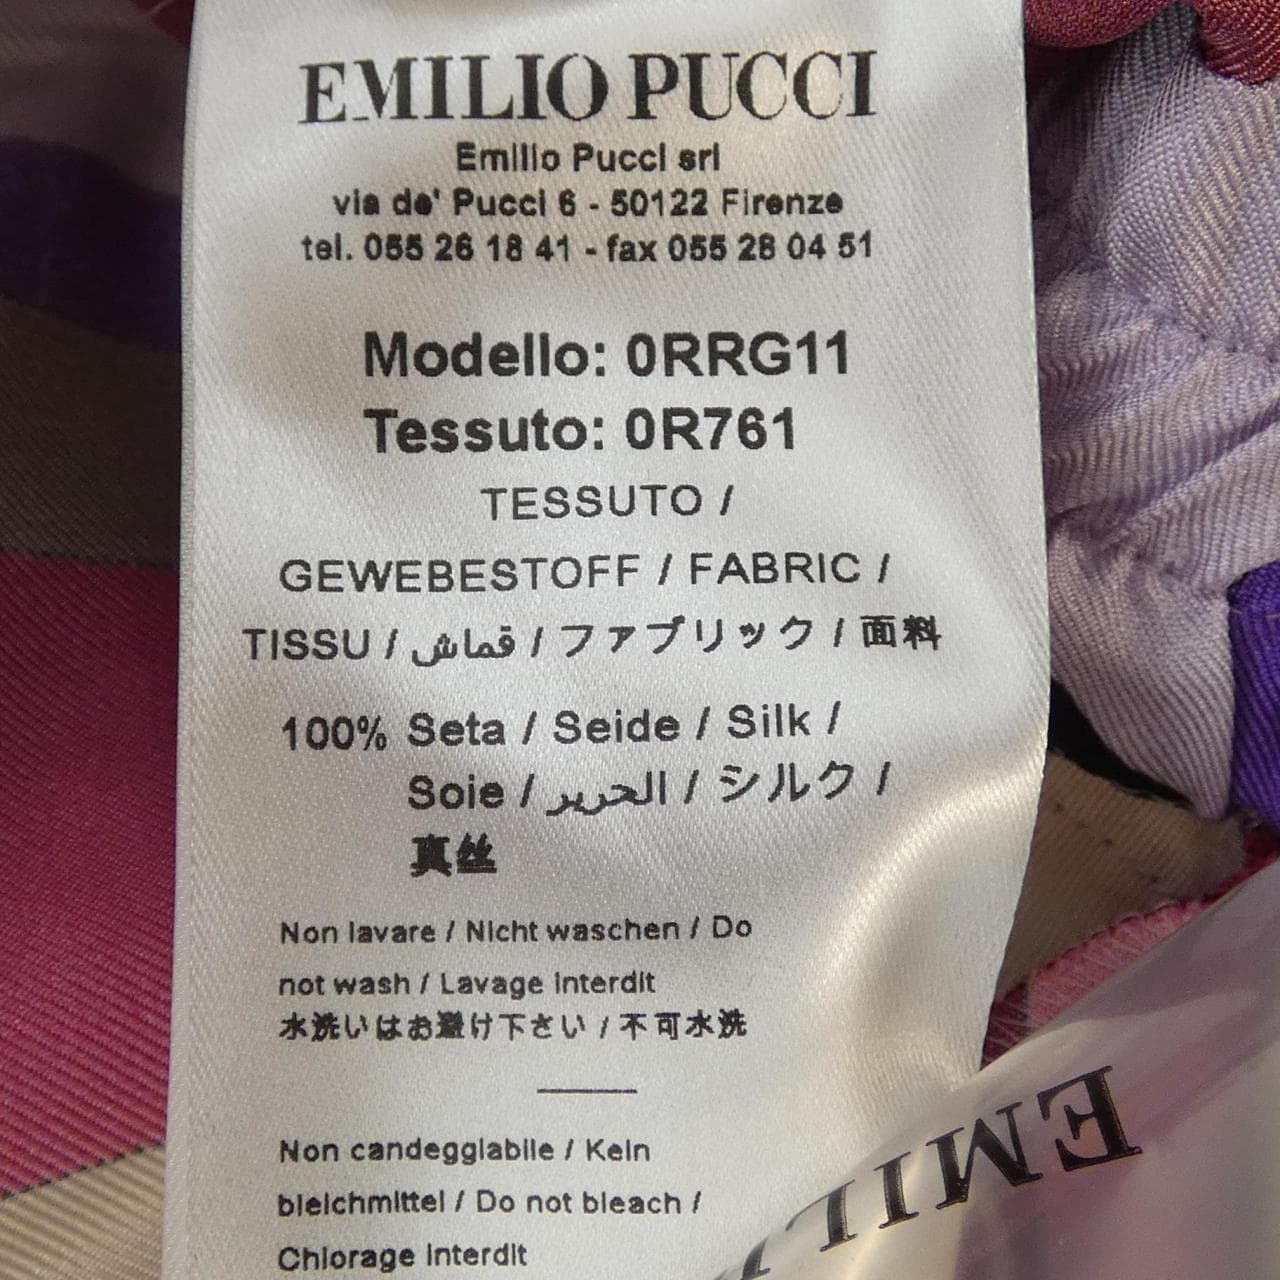 EMILIO PUCCI
Emilio Pucci srl
via de' Pucci 6 - 50122 Firenze
tel. 055 26 18 41 - fax 055 28 04 51
Modello: 0RRG11
Tessuto: 0R761
TESSUTO /
GEWEBESTOFF / FABRIC /
TISSU / قماش / ファブリック / 面料
100% Seta / Seide / Silk /
Soie / الحرير / シルク /
真丝
Non lavare / Nicht waschen / Do
not wash / Lavage interdit
水洗いはお避け下さい / 不可水洗
Non candeggiabile / Kein
bleichmittel / Do not bleach /
Chlorage interdit
EMIL